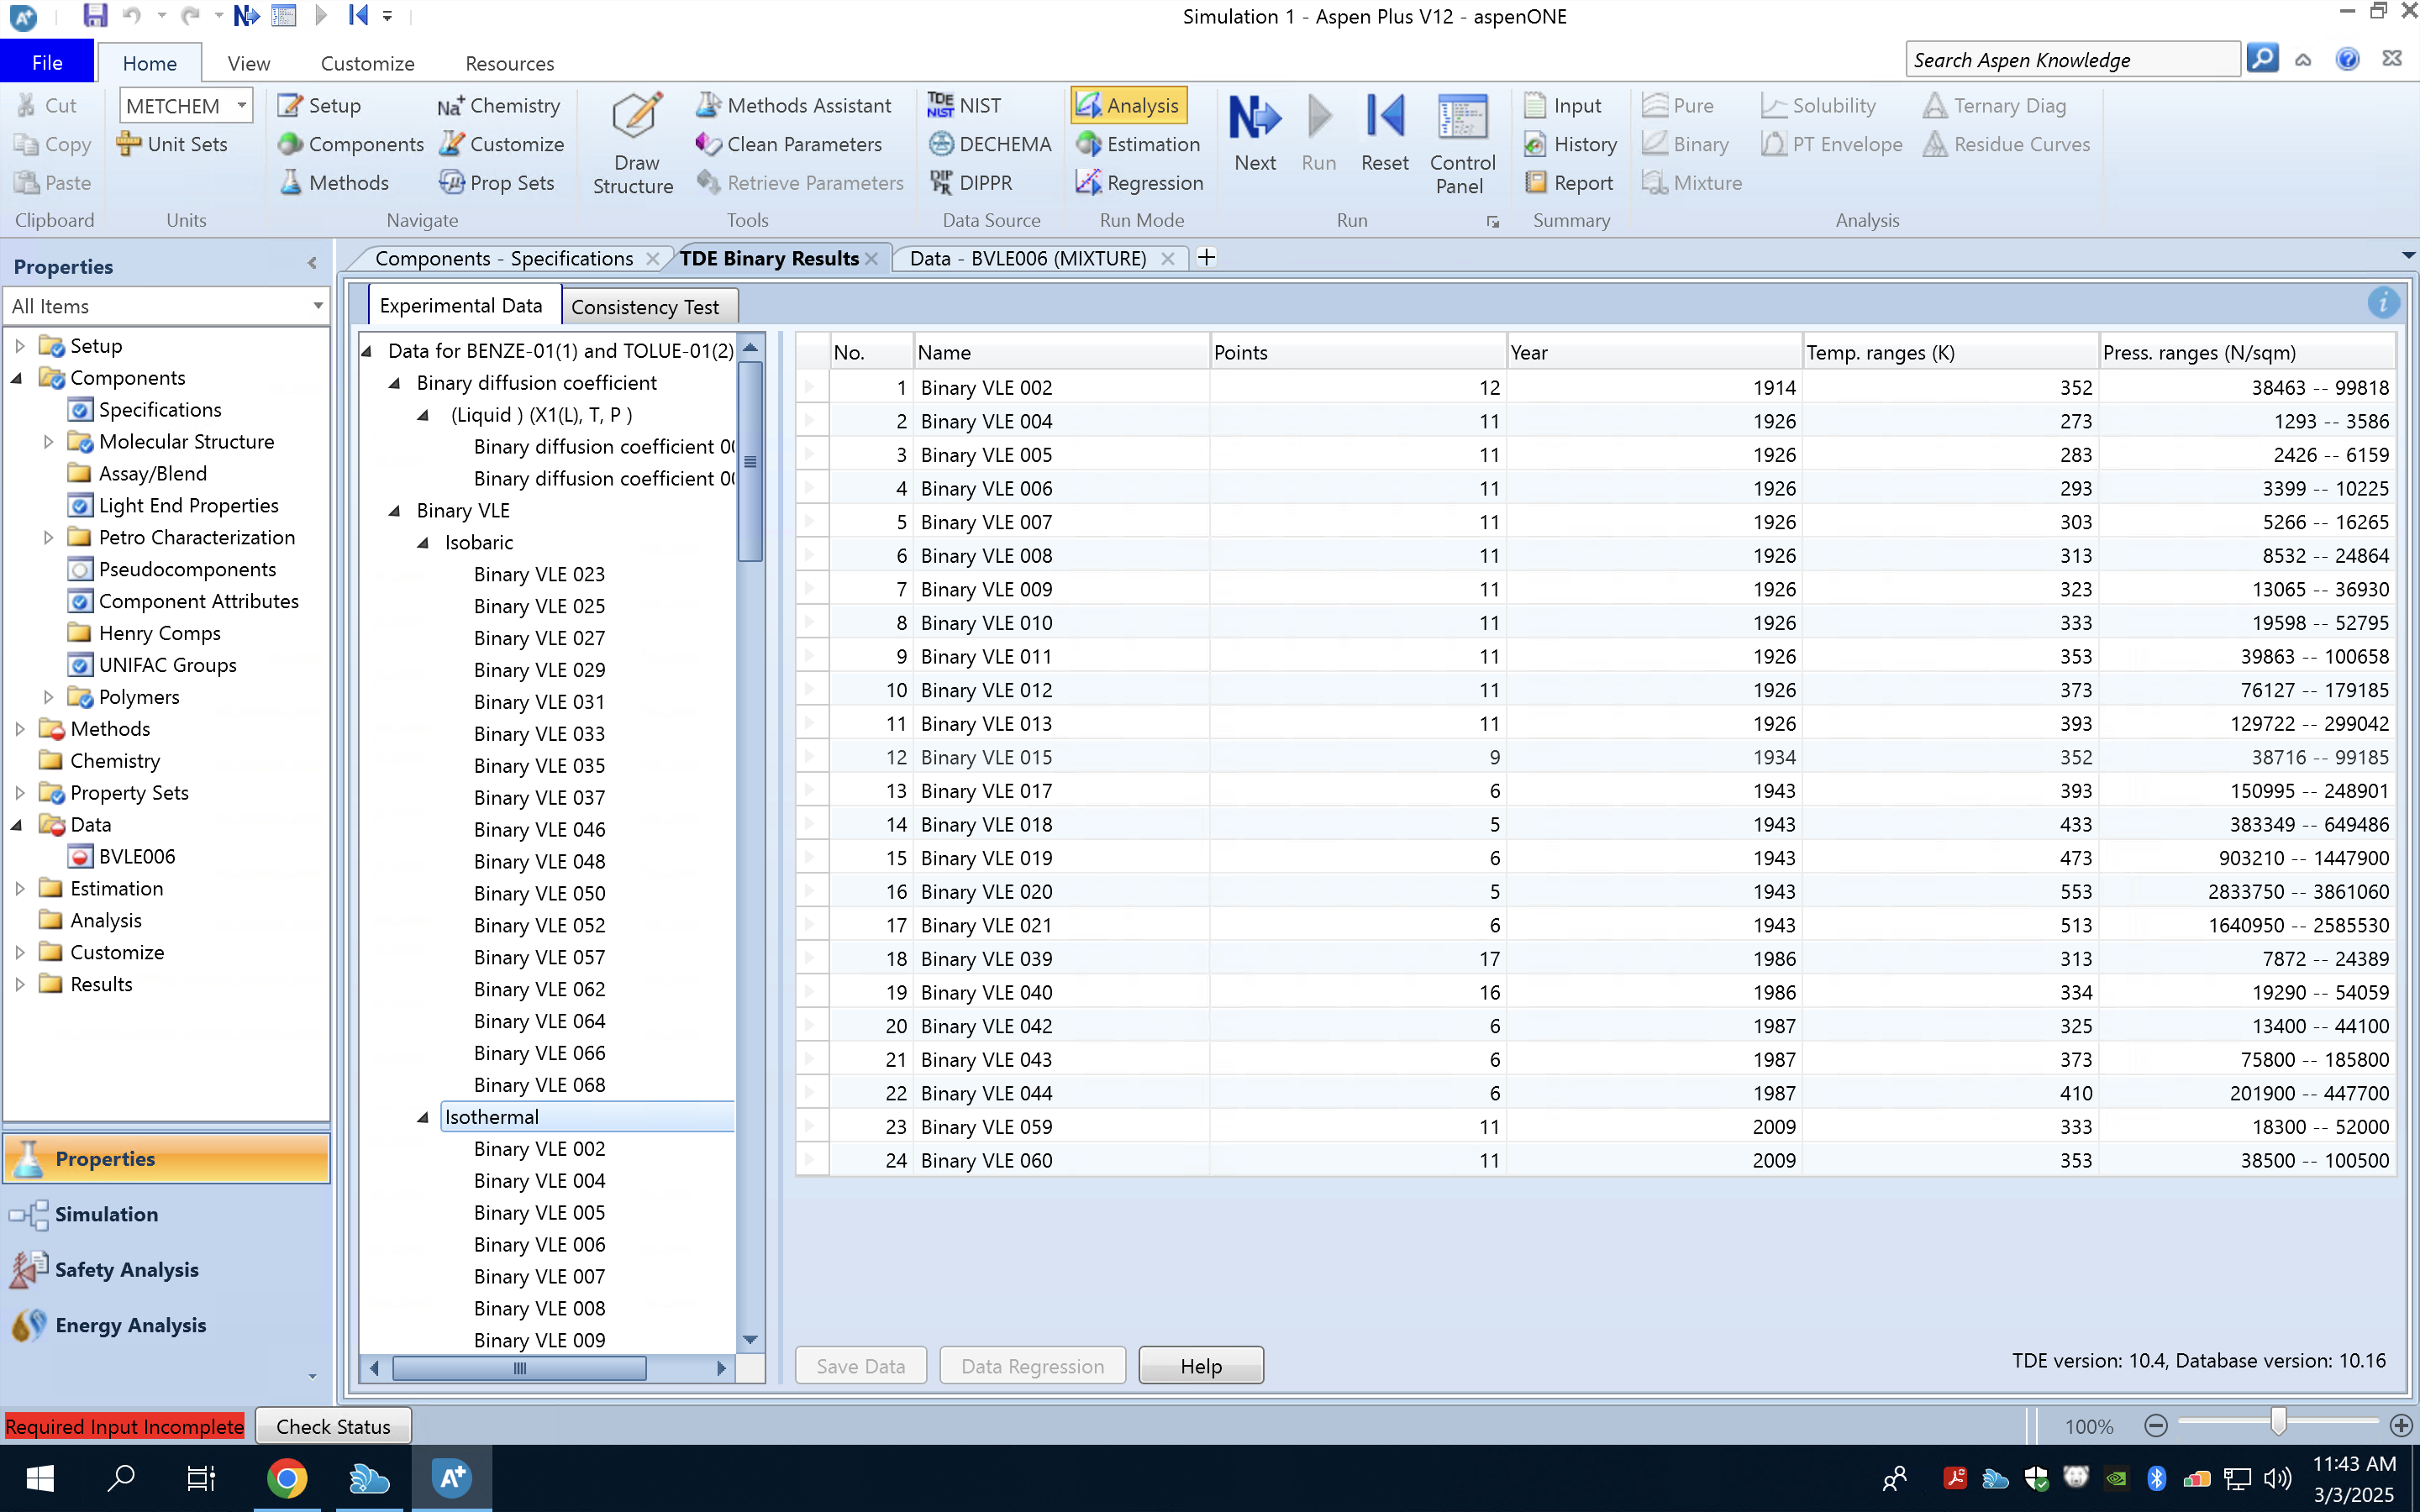 Simulation 1 - Aspen Plus V12 - aspenONE
File Home View Customize Resources Search Aspen Knowledge
Cut METCHEM Setup Na+ Chemistry Methods Assistant TDE NIST NIST Analysis Input Pure Solubility Ternary Diag
Copy Unit Sets Components Customize Clean Parameters DECHEMA Estimation History Binary PT Envelope Residue Curves
Draw Structure Next Run Reset Control Panel
Paste Methods Prop Sets Retrieve Parameters DIPPR DIPPR Regression Report Mixture
Clipboard Units Navigate Tools Data Source Run Mode Run Summary Analysis
Properties
All Items
Setup
Components
Specifications
Molecular Structure
Assay/Blend
Light End Properties
Petro Characterization
Pseudocomponents
Component Attributes
Henry Comps
UNIFAC Groups
Polymers
Methods
Chemistry
Property Sets
Data
BVLE006
Estimation
Analysis
Customize
Results
Properties
Simulation
Safety Analysis
Energy Analysis
Components - Specifications TDE Binary Results Data - BVLE006 (MIXTURE) +
Experimental Data Consistency Test
Data for BENZE-01(1) and TOLUE-01(2)
Binary diffusion coefficient
(Liquid ) (X1(L), T, P )
Binary diffusion coefficient 00
Binary diffusion coefficient 00
Binary VLE
Isobaric
Binary VLE 023
Binary VLE 025
Binary VLE 027
Binary VLE 029
Binary VLE 031
Binary VLE 033
Binary VLE 035
Binary VLE 037
Binary VLE 046
Binary VLE 048
Binary VLE 050
Binary VLE 052
Binary VLE 057
Binary VLE 062
Binary VLE 064
Binary VLE 066
Binary VLE 068
Isothermal
Binary VLE 002
Binary VLE 004
Binary VLE 005
Binary VLE 006
Binary VLE 007
Binary VLE 008
Binary VLE 009
No. Name Points Year Temp. ranges (K) Press. ranges (N/sqm)
1 Binary VLE 002 12 1914 352 38463 -- 99818
2 Binary VLE 004 11 1926 273 1293 -- 3586
3 Binary VLE 005 11 1926 283 2426 -- 6159
4 Binary VLE 006 11 1926 293 3399 -- 10225
5 Binary VLE 007 11 1926 303 5266 -- 16265
6 Binary VLE 008 11 1926 313 8532 -- 24864
7 Binary VLE 009 11 1926 323 13065 -- 36930
8 Binary VLE 010 11 1926 333 19598 -- 52795
9 Binary VLE 011 11 1926 353 39863 -- 100658
10 Binary VLE 012 11 1926 373 76127 -- 179185
11 Binary VLE 013 11 1926 393 129722 -- 299042
12 Binary VLE 015 9 1934 352 38716 -- 99185
13 Binary VLE 017 6 1943 393 150995 -- 248901
14 Binary VLE 018 5 1943 433 383349 -- 649486
15 Binary VLE 019 6 1943 473 903210 -- 1447900
16 Binary VLE 020 5 1943 553 2833750 -- 3861060
17 Binary VLE 021 6 1943 513 1640950 -- 2585530
18 Binary VLE 039 17 1986 313 7872 -- 24389
19 Binary VLE 040 16 1986 334 19290 -- 54059
20 Binary VLE 042 6 1987 325 13400 -- 44100
21 Binary VLE 043 6 1987 373 75800 -- 185800
22 Binary VLE 044 6 1987 410 201900 -- 447700
23 Binary VLE 059 11 2009 333 18300 -- 52000
24 Binary VLE 060 11 2009 353 38500 -- 100500
Save Data Data Regression Help TDE version: 10.4, Database version: 10.16
Required Input Incomplete Check Status 100%
11:43 AM
3/3/2025